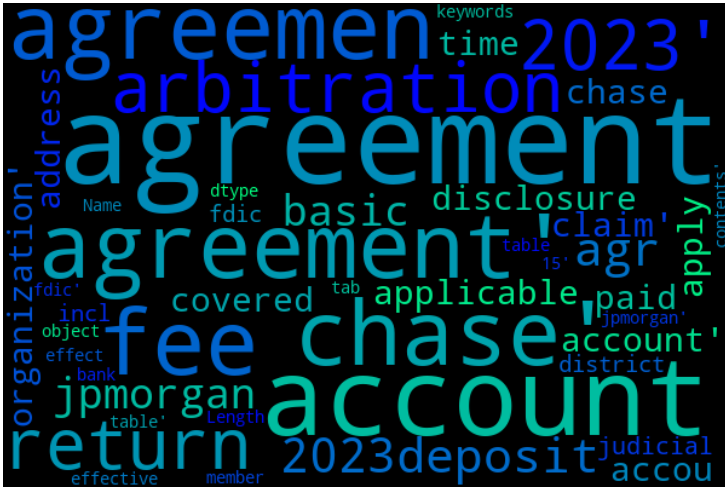 agreemen
keywords
time
2023'
arbitration
chase
address
agreement
organization'
Name
dtype
fdic
basic
disclosure
claim'
apply
contents'
agreement'
table
15'
agr
fdic'
incl
covered
tab
applicable
paid
object
effect
bank
fee
chase'
jpmorgan'
account'
district
jpmorgan
table'
Length
account
return
effective
member
2023deposit
judicial
accou